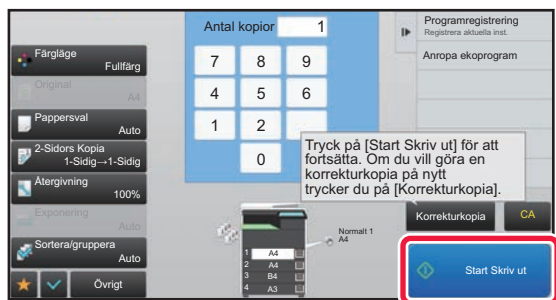 Antal kopior
1
Programregistrering
Registrera aktuella inst.
Anropa ekoprogram
Färgläge
Fullfärg
Original
A4
Pappersval
Auto
2-Sidors Kopia
1-Sidig→1-Sidig
Återgivning
100%
Exponering
Auto
Sortera/gruppera
Auto
Övrigt
7 8 9
4 5 6
1 2
0
Tryck på [Start Skriv ut] för att
fortsätta. Om du vill göra en
korrekturkopia på nytt
trycker du på [Korrekturkopia].
Normalt 1
A4
1 A4
2 A4
3 B4
4 A3
Korrekturkopia
CA
Start Skriv ut